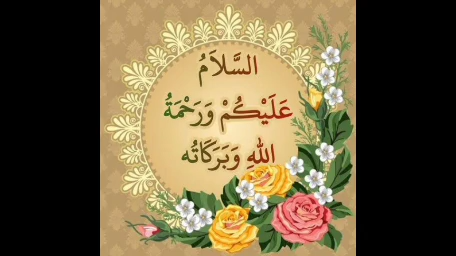 السَّلَامُ
عَلَيْكُمْ وَرَحْمَةُ
اللهِ وَبَرَكَاتُه